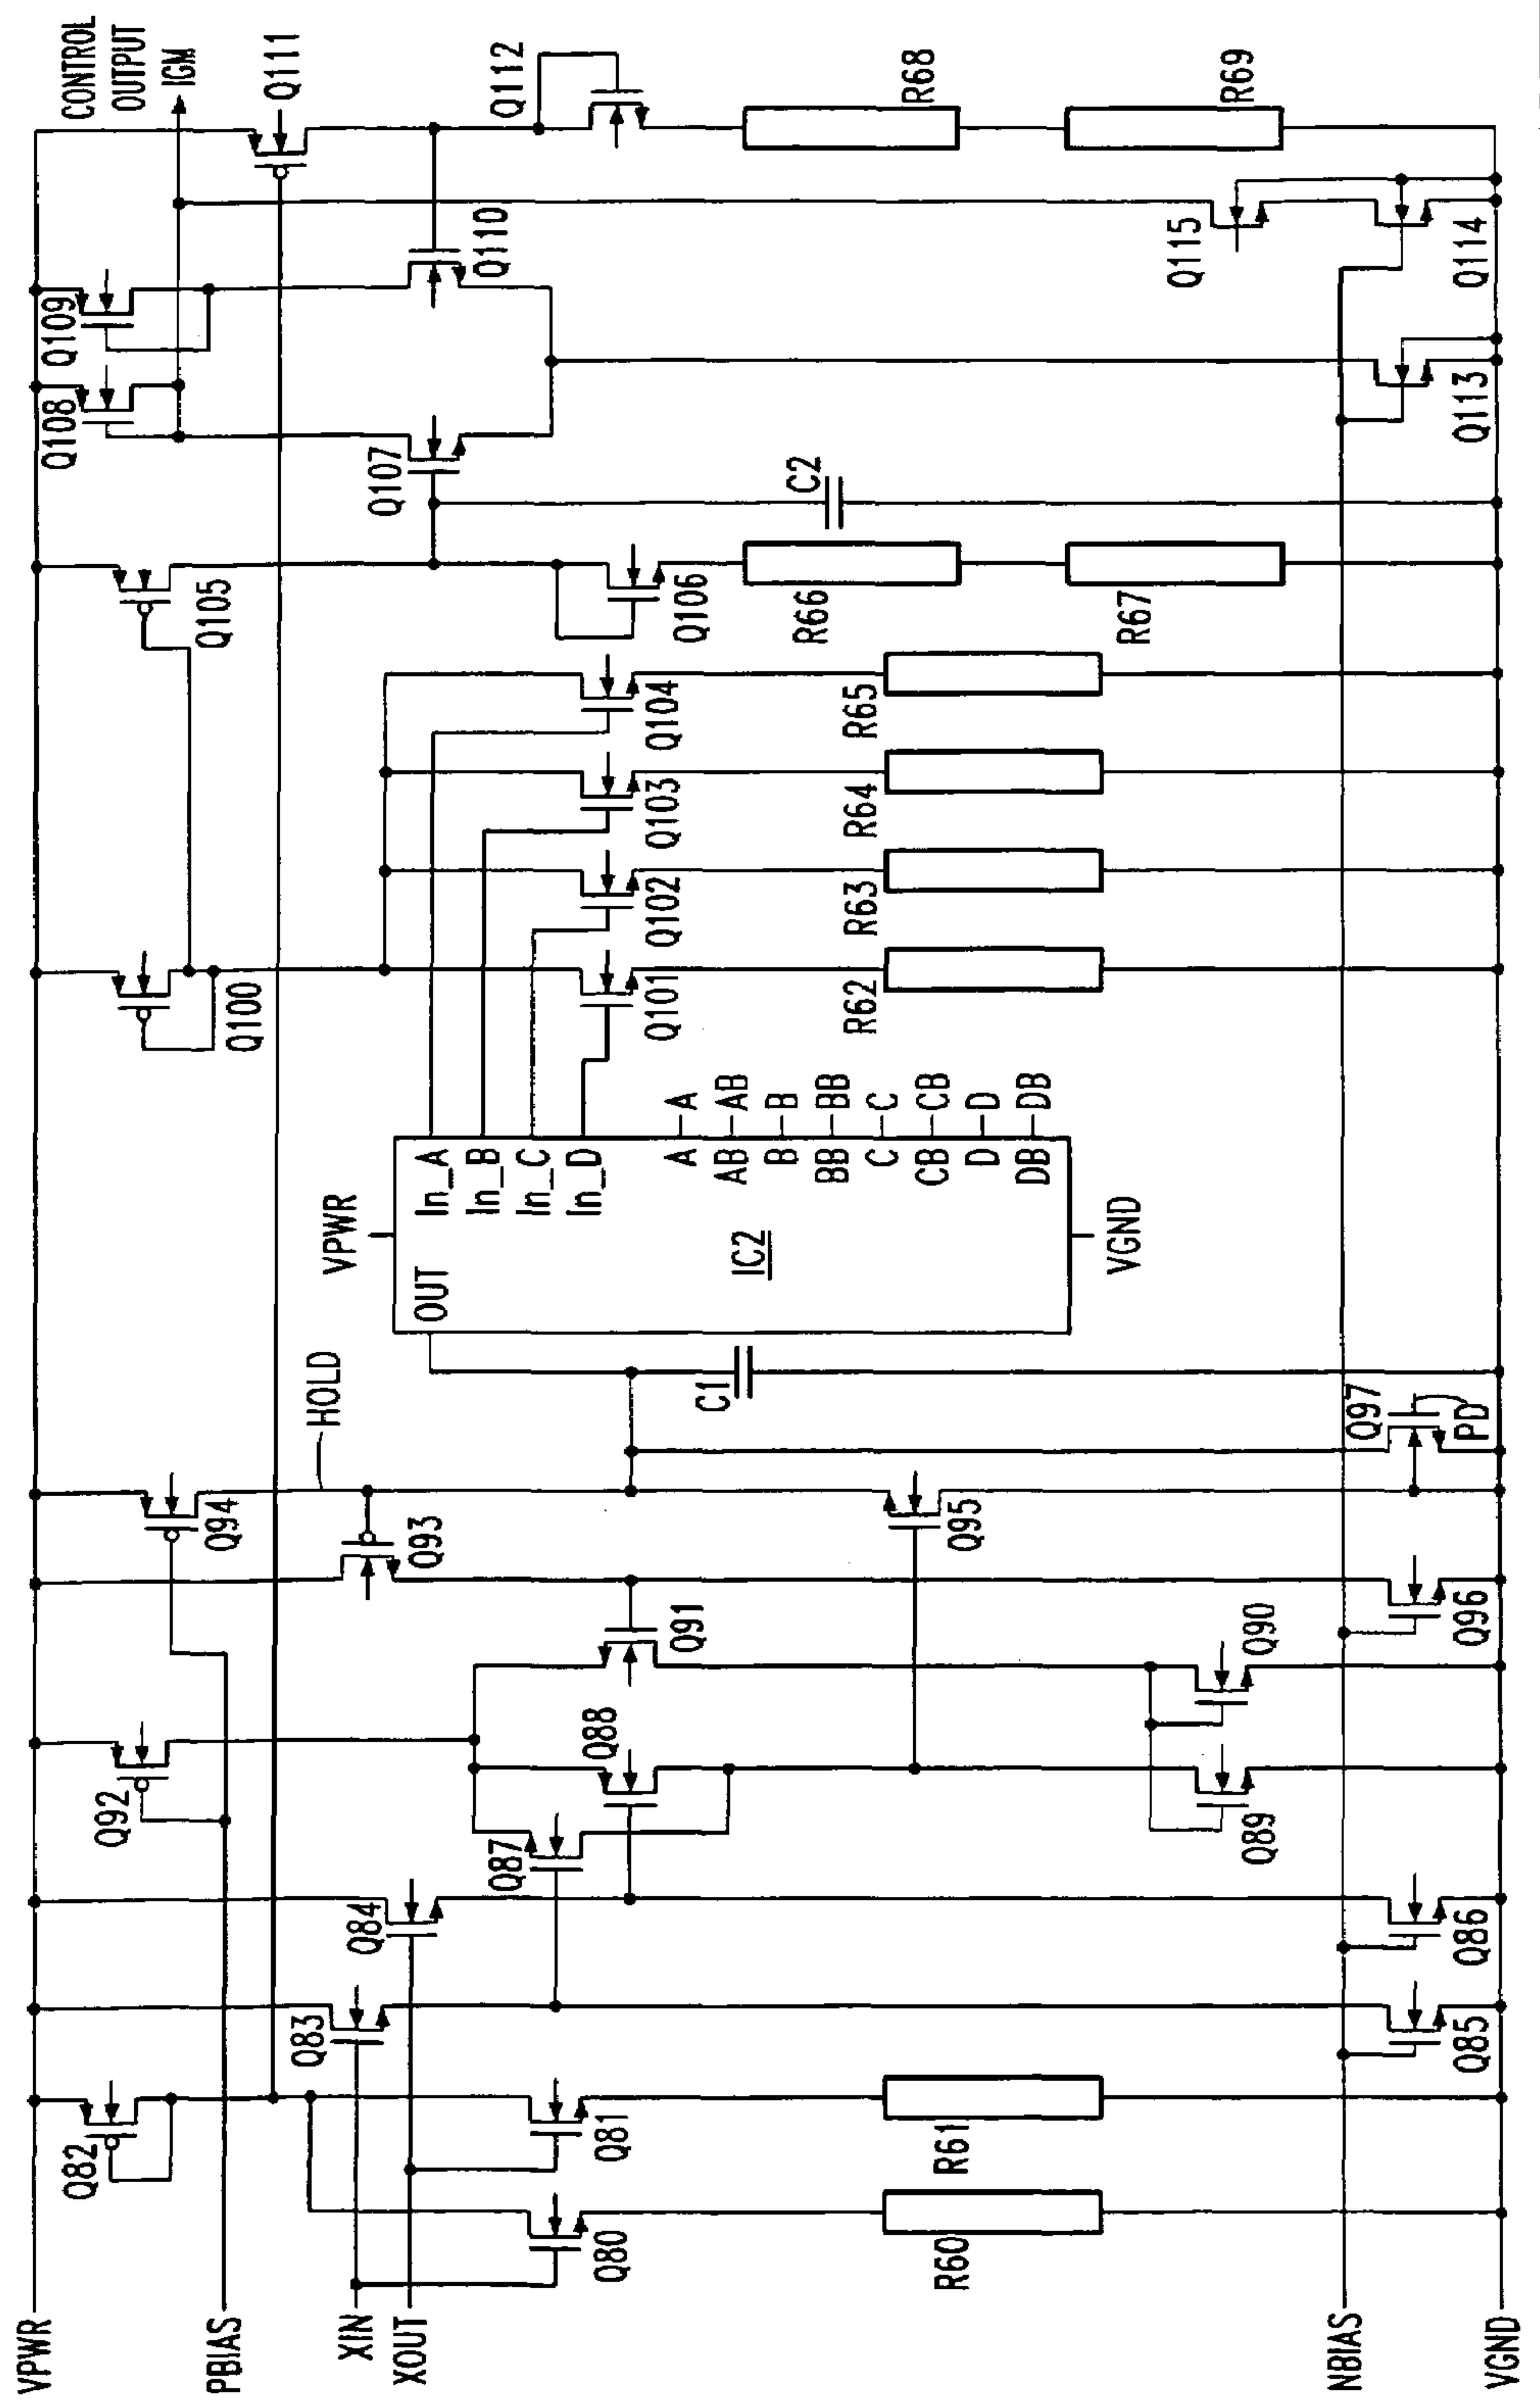 VPWR
PBIAS
XIN
XOUT
NBIAS
VGND
Q82
Q80
Q81
R60
R61
Q83
Q84
Q85
Q86
Q92
Q87
Q88
Q89
Q90
Q91
Q96
Q94
Q93
HOLD
Q95
Q97
PD
C1
VPWR
OUT
IC2
VGND
In_A
In_B
In_C
In_D
A
AB
B
BB
C
CB
D
DB
A
AB
B
BB
C
CB
D
DB
Q100
Q101
Q102
Q103
Q104
R62
R63
R64
R65
Q105
Q106
R66
R67
C2
Q107
Q108
Q109
Q110
Q113
Q114
Q115
CONTROL
OUTPUT
IGM
Q111
Q112
R68
R69